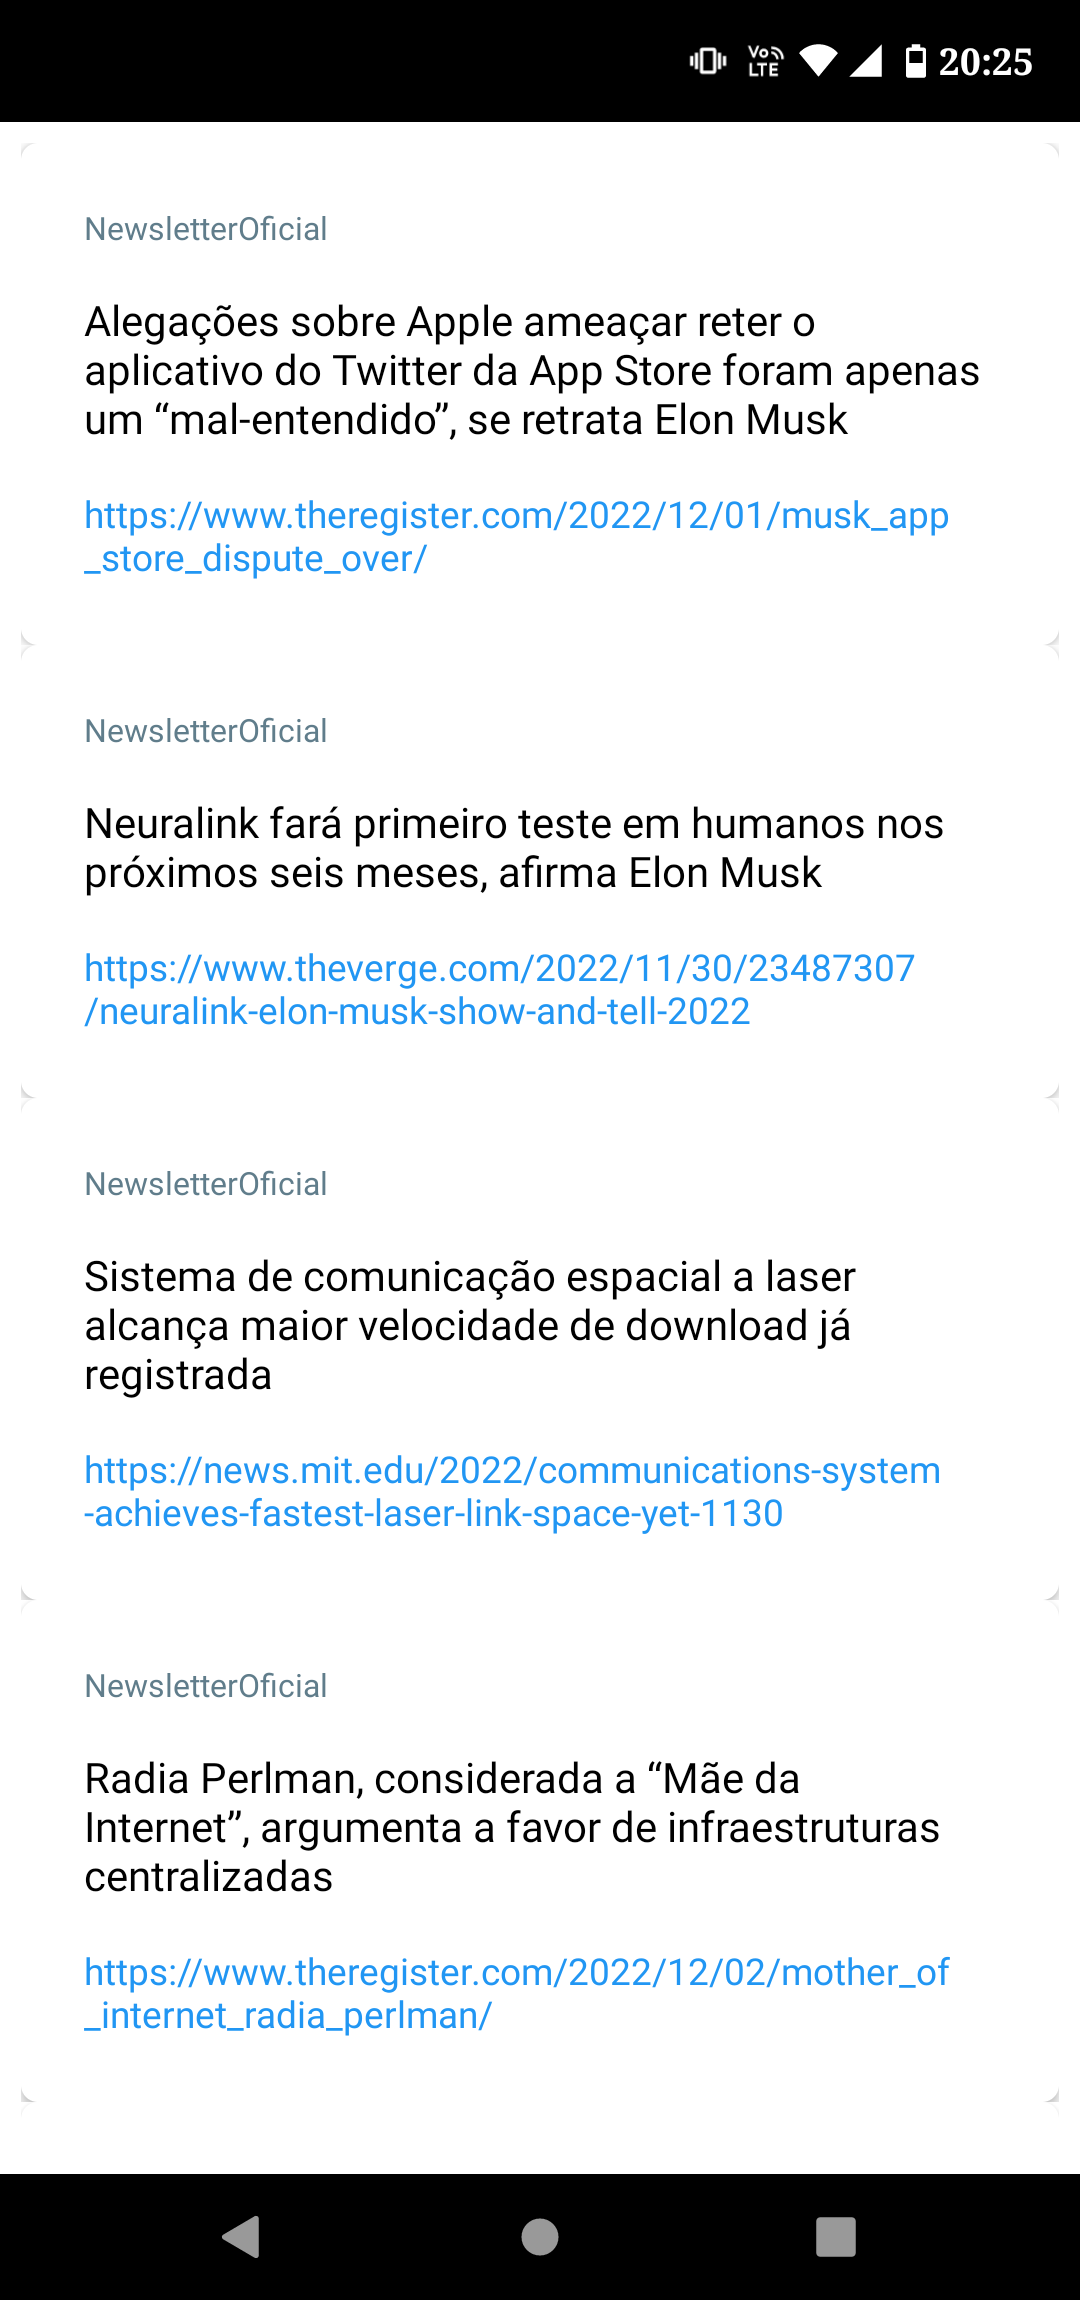 Vo LTE 20:25
NewsletterOficial
Alegações sobre Apple ameaçar reter o
aplicativo do Twitter da App Store foram apenas
um “mal-entendido”, se retrata Elon Musk
https://www.theregister.com/2022/12/01/musk_app
_store_dispute_over/
NewsletterOficial
Neuralink fará primeiro teste em humanos nos
próximos seis meses, afirma Elon Musk
https://www.theverge.com/2022/11/30/23487307
/neuralink-elon-musk-show-and-tell-2022
NewsletterOficial
Sistema de comunicação espacial a laser
alcança maior velocidade de download já
registrada
https://news.mit.edu/2022/communications-system
-achieves-fastest-laser-link-space-yet-1130
NewsletterOficial
Radia Perlman, considerada a “Mãe da
Internet”, argumenta a favor de infraestruturas
centralizadas
https://www.theregister.com/2022/12/02/mother_of
_internet_radia_perlman/